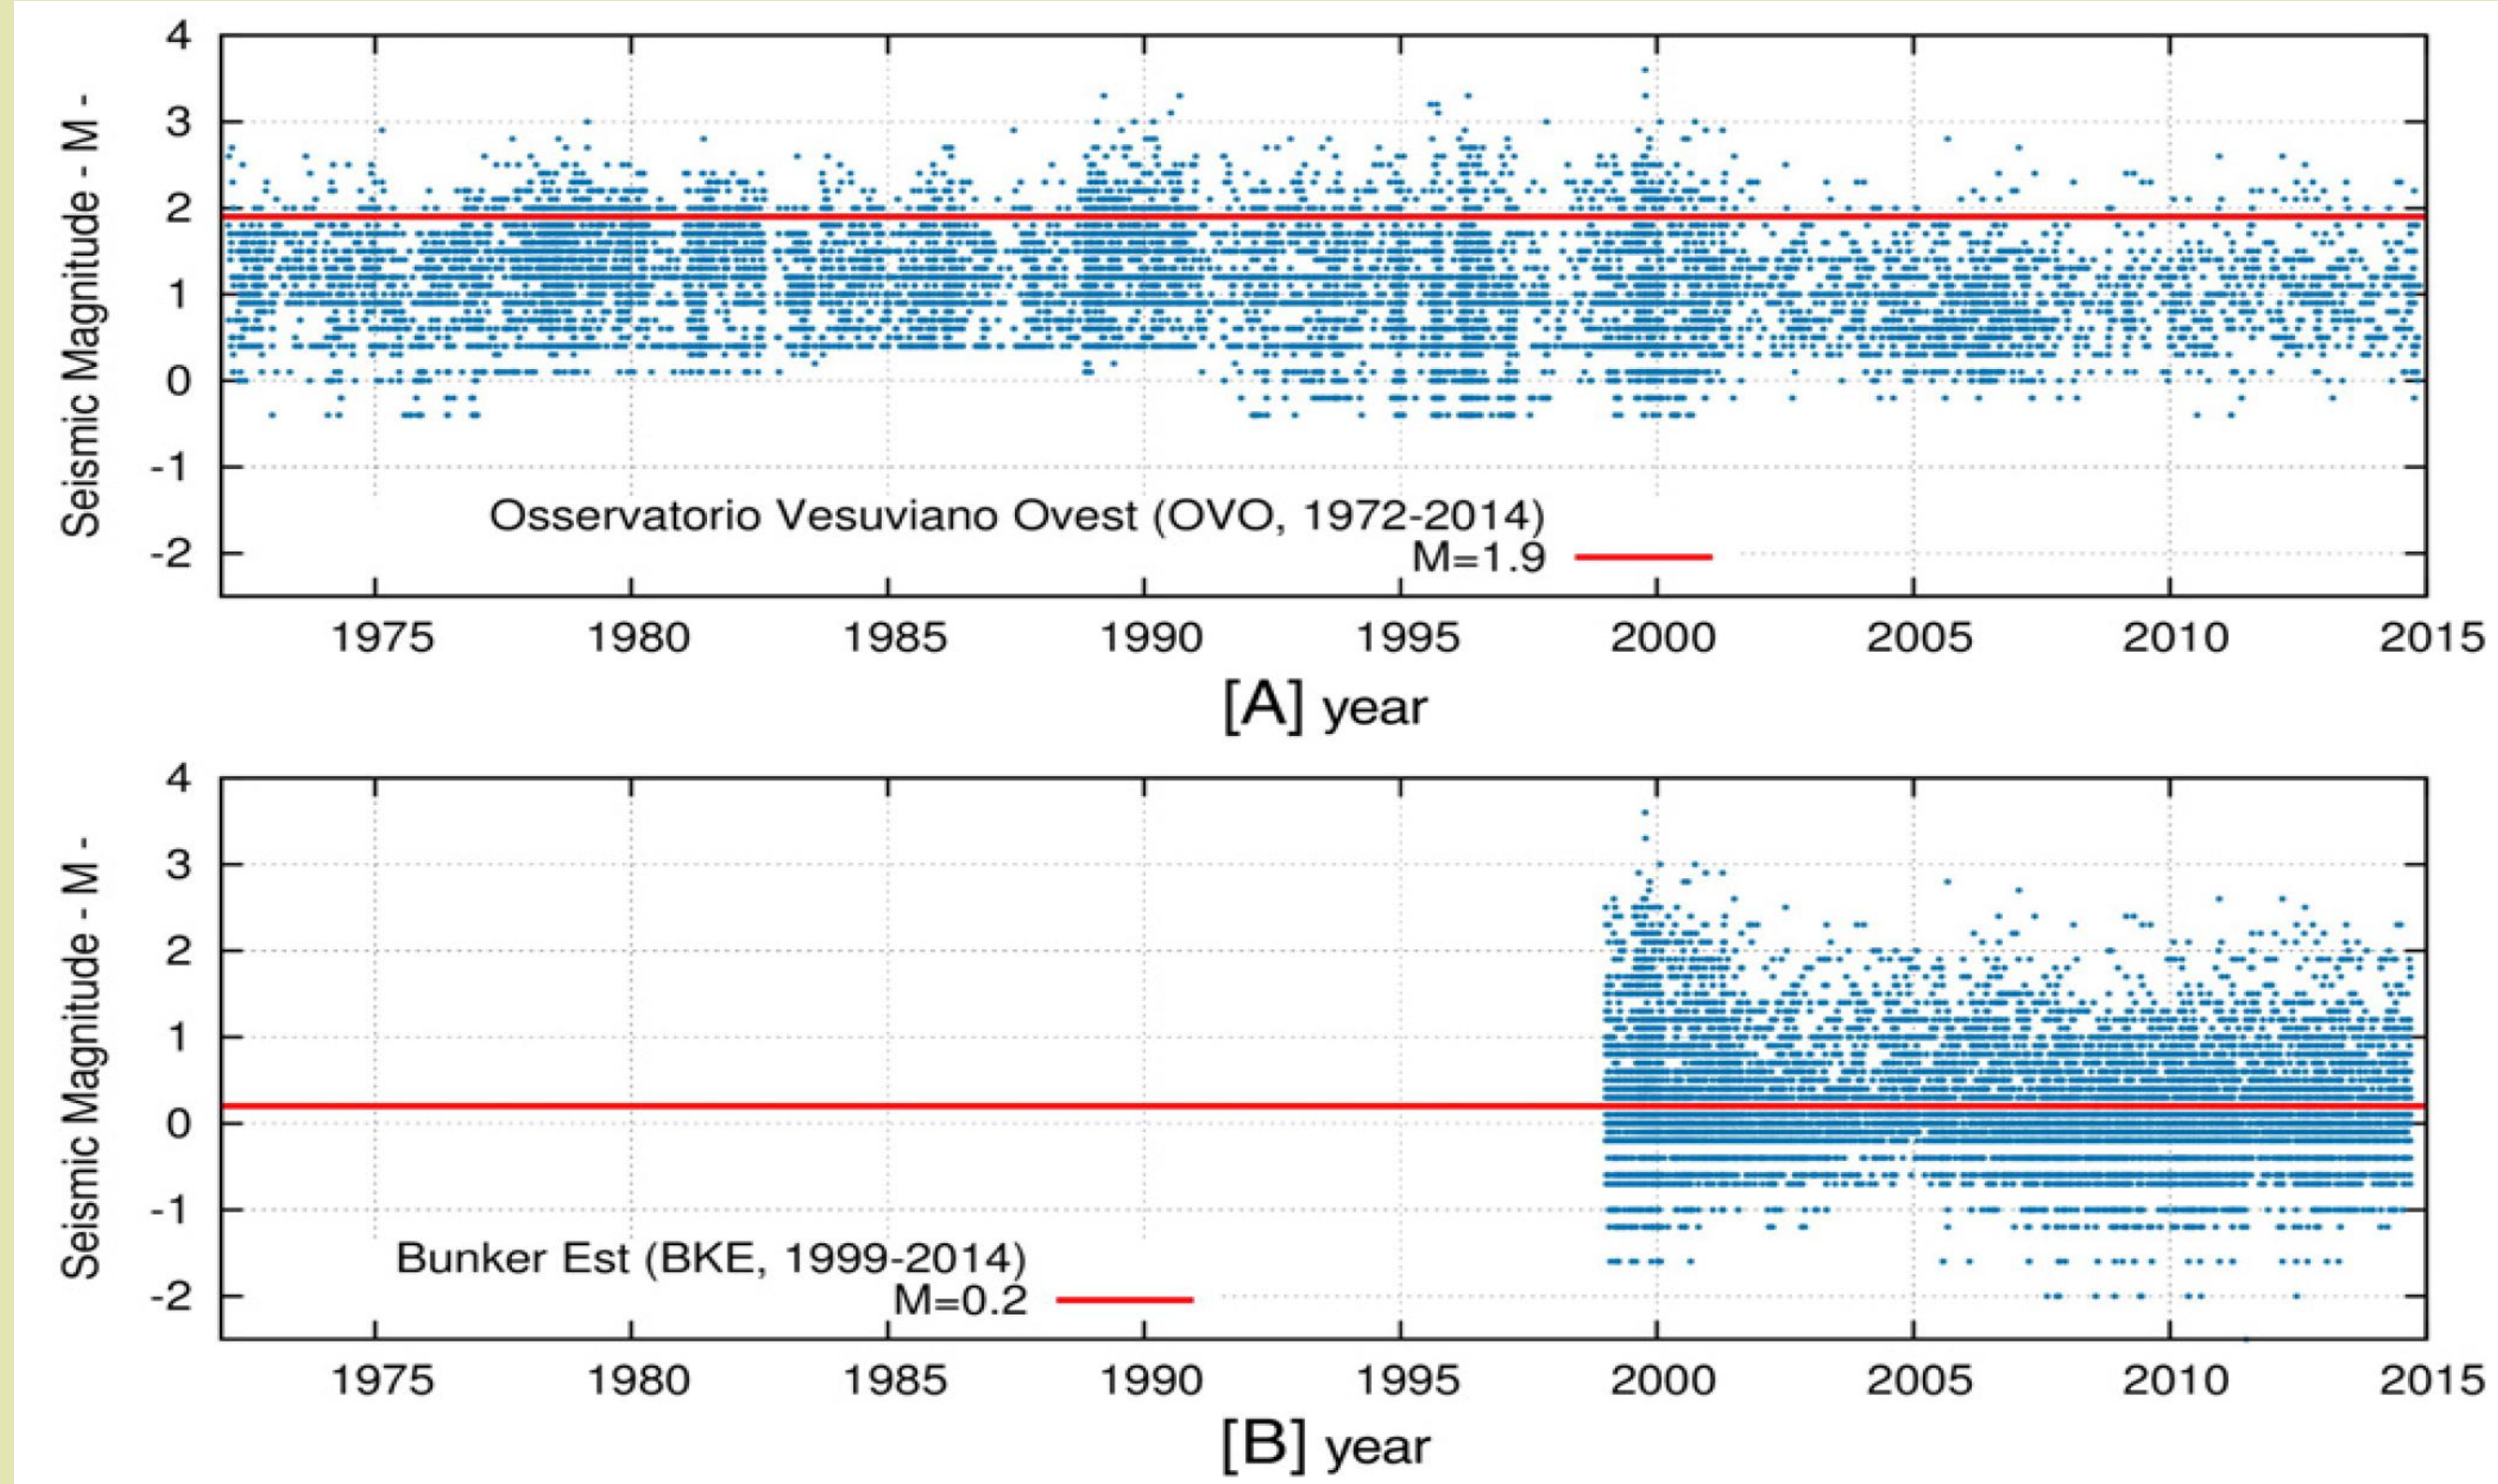 Seismic Magnitude - M -
4
3
2
1
0
-1
-2
Osservatorio Vesuviano Ovest (OVO, 1972-2014)
M=1.9
1975 1980 1985 1990 1995 2000 2005 2010 2015
[A] year
Seismic Magnitude - M -
4
3
2
1
0
-1
-2
Bunker Est (BKE, 1999-2014)
M=0.2
1975 1980 1985 1990 1995 2000 2005 2010 2015
[B] year